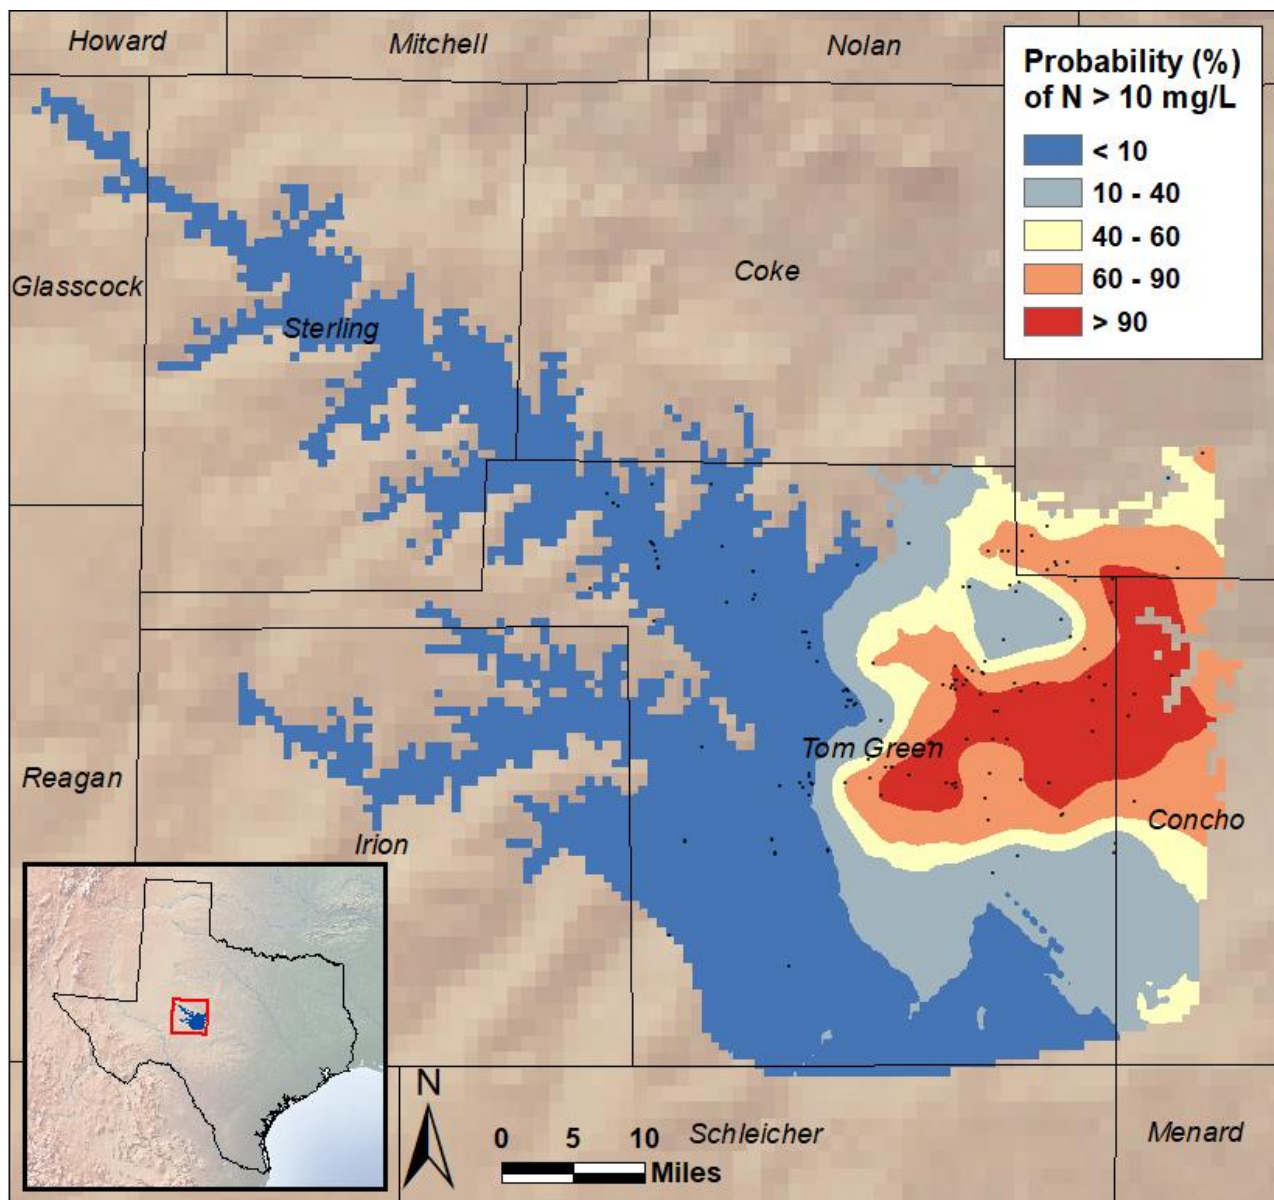 Howard
Mitchell
Nolan
Probability (%)
of N > 10 mg/L
< 10
10 - 40
40 - 60
60 - 90
> 90
Coke
Glasscock
Sterling
Tom Green
Reagan
Concho
Irion
N
0 5 10
Miles
Schleicher
Menard